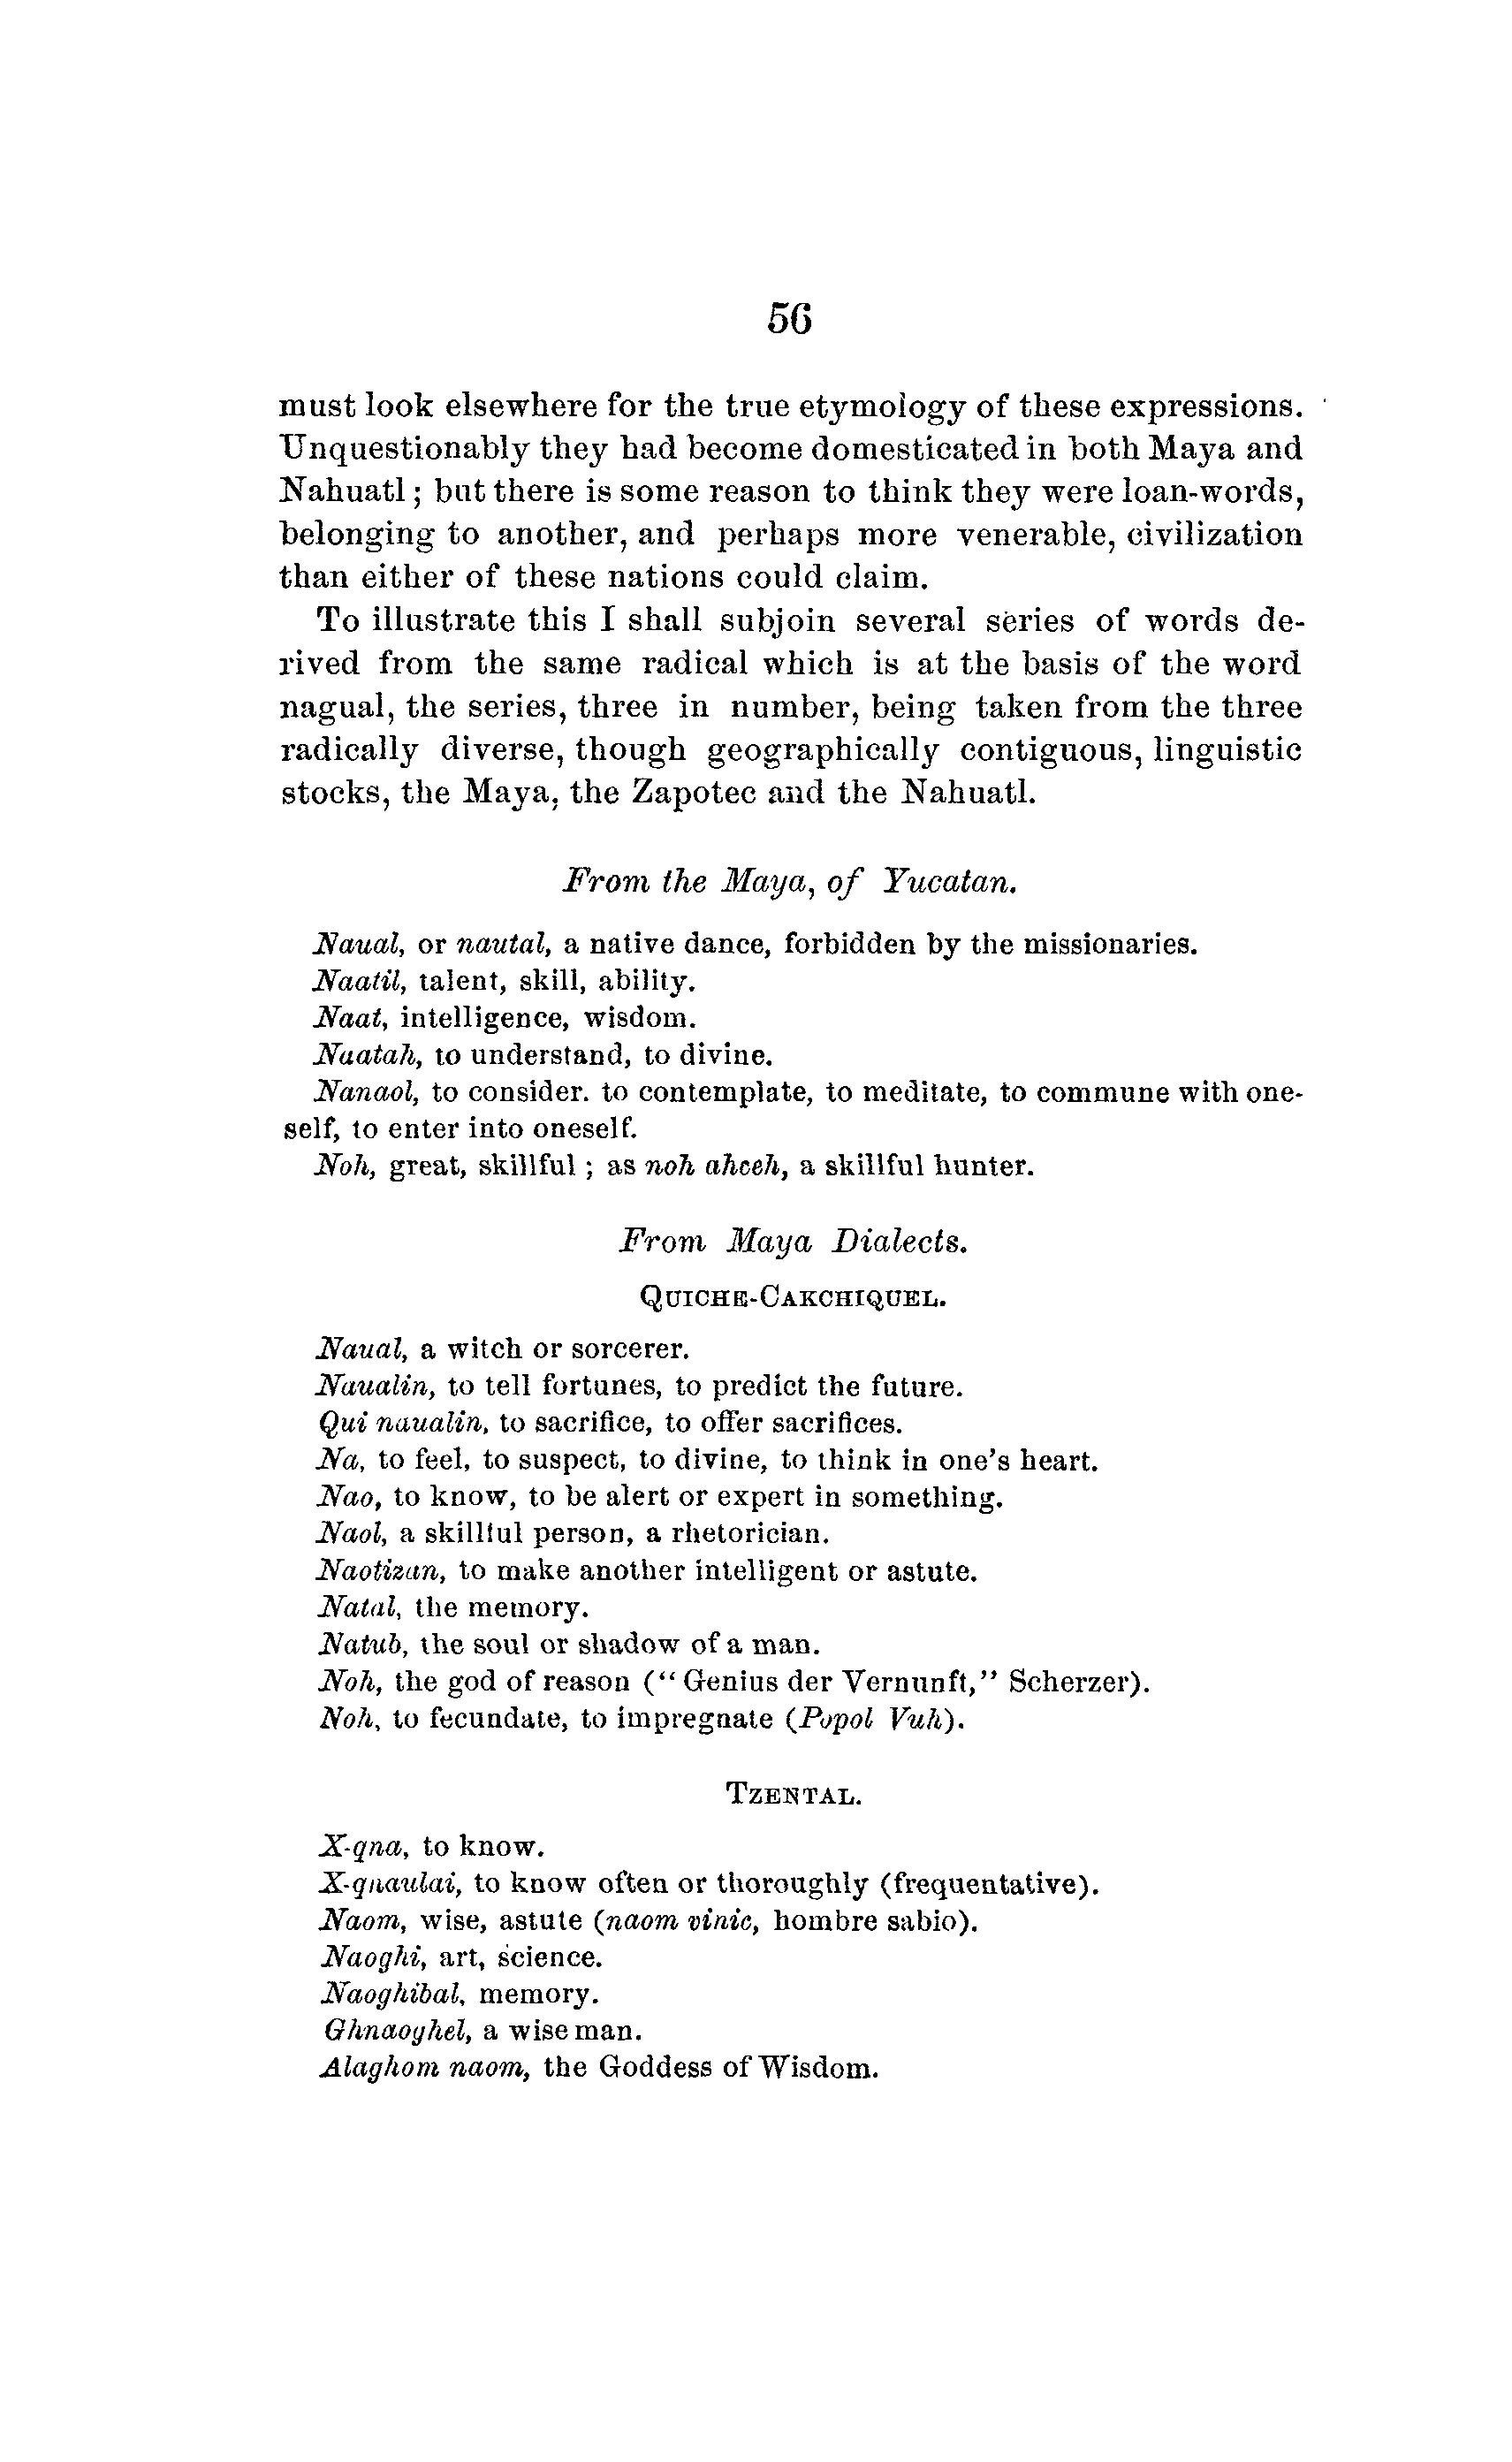 56
must look elsewhere for the true etymology of these expressions.
Unquestionably they had become domesticated in both Maya and
Nahuatl; but there is some reason to think they were loan-words,
belonging to another, and perhaps more venerable, civilization
than either of these nations could claim.
To illustrate this I shall subjoin several series of words de-
rived from the same radical which is at the basis of the word
nagual, the series, three in number, being taken from the three
radically diverse, though geographically contiguous, linguistic
stocks, the Maya, the Zapotec and the Nahuatl.
From the Maya, of Yucatan.
Naual, or nautal, a native dance, forbidden by the missionaries.
Naatil, talent, skill, ability.
Naat, intelligence, wisdom.
Naatah, to understand, to divine.
Nanaol, to consider. to contemplate, to meditate, to commune with one-
self, to enter into oneself.
Noh, great, skillful; as noh ahceh, a skillful hunter.
From Maya Dialects.
QUICHE-CAKCHIQUEL.
Naual, a witch or sorcerer.
Naualin, to tell fortunes, to predict the future.
Qui naualin, to sacrifice, to offer sacrifices.
Na, to feel, to suspect, to divine, to think in one's heart.
Nao, to know, to be alert or expert in something.
Naol, a skillful person, a rhetorician.
Naotizan, to make another intelligent or astute.
Natal, the memory.
Natub, the soul or shadow of a man.
Noh, the god of reason ("Genius der Vernunft," Scherzer).
Noh, to fecundate, to impregnate (Popol Vuh).
TZENTAL.
X-qna, to know.
X-qnaulai, to know often or thoroughly (frequentative).
Naom, wise, astute (naom vinic, hombre sabio).
Naoghi, art, science.
Naoghibal, memory.
Ghnaoghel, a wise man.
Alaghom naom, the Goddess of Wisdom.